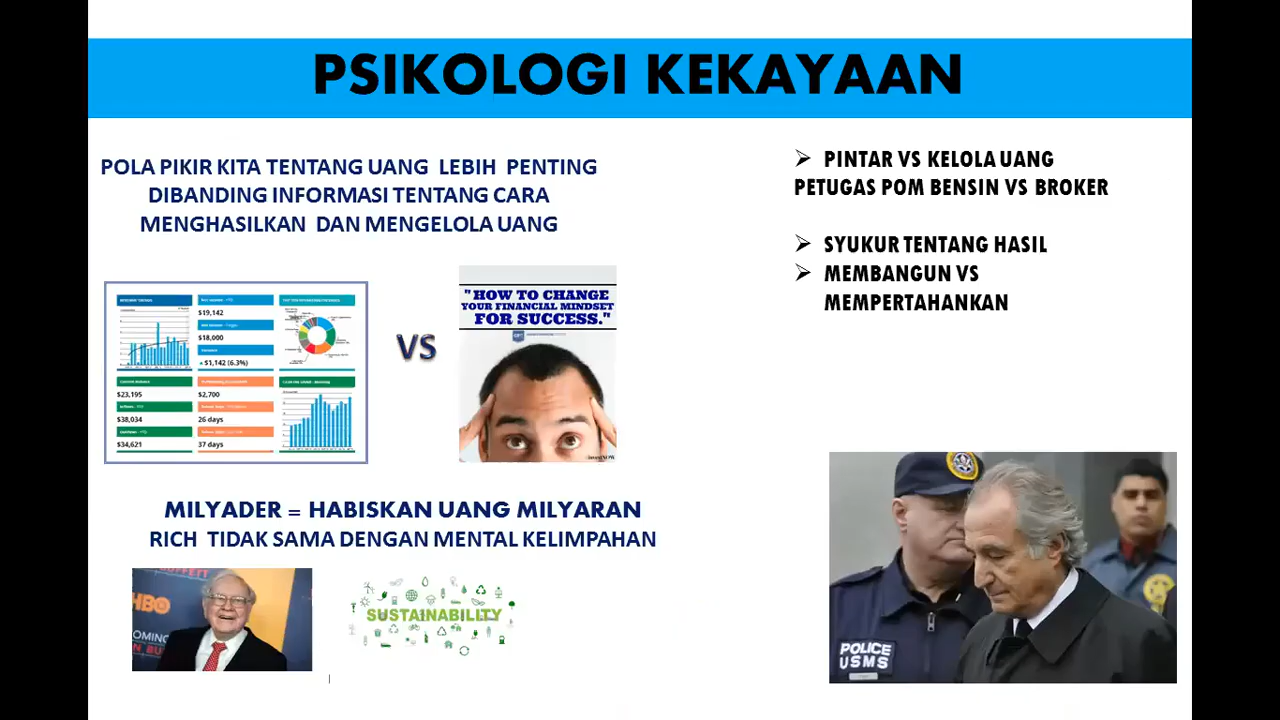 PSIKOLOGI KEKAYAAN
POLA PIKIR KITA TENTANG UANG LEBIH PENTING
DIBANDING INFORMASI TENTANG CARA
MENGHASILKAN DAN MENGELOLA UANG
$19,142
$18,000
$1,142 (6.3%)
$23,195
$2,700
$38,034
26 days
$34,621
37 days
VS
"HOW TO CHANGE
YOUR FINANCIAL MINDSET
FOR SUCCESS."
MILYADER = HABISKAN UANG MILYARAN
RICH TIDAK SAMA DENGAN MENTAL KELIMPAHAN
HBO
SUSTAINABILITY
➢ PINTAR VS KELOLA UANG
PETUGAS POM BENSIN VS BROKER
➢ SYUKUR TENTANG HASIL
➢ MEMBANGUN VS
MEMPERTAHANKAN
POLICE
USMS